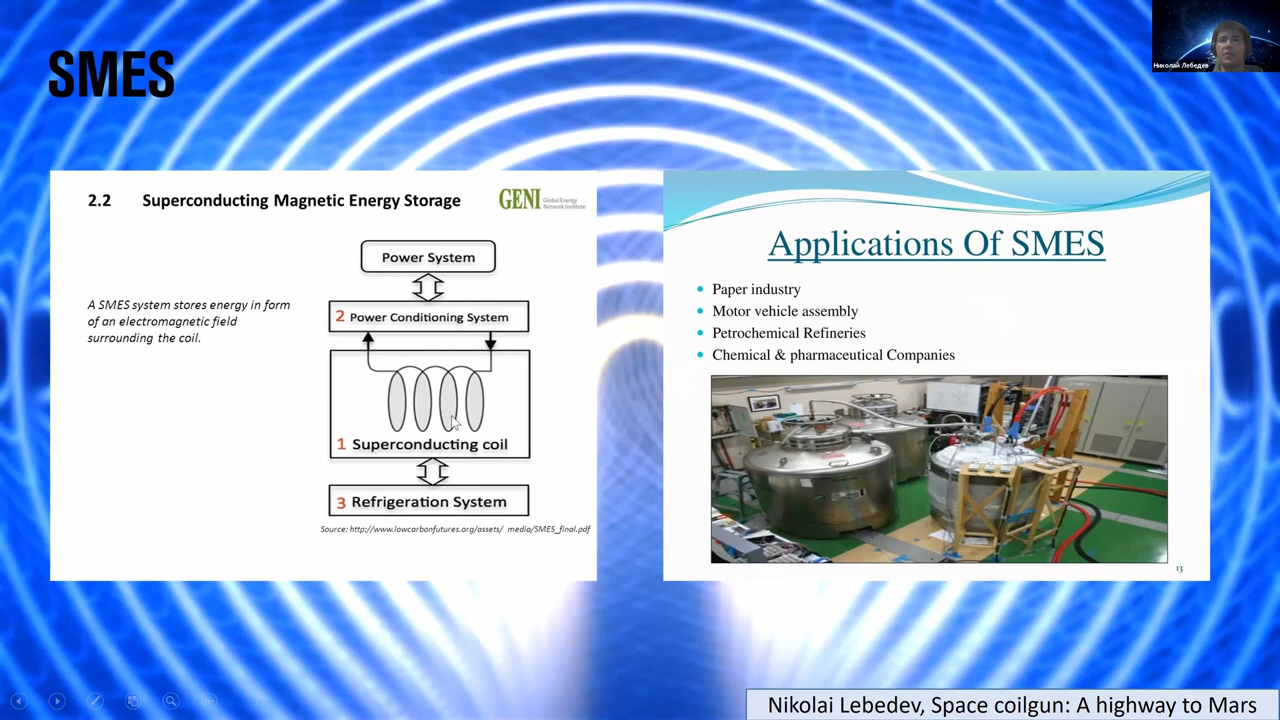 SMES
Николай Лебедев
2.2 Superconducting Magnetic Energy Storage
GENI Global Energy
Network Institute
A SMES system stores energy in form
of an electromagnetic field
surrounding the coil.
Power System
2 Power Conditioning System
1 Superconducting coil
3 Refrigeration System
Source: http://www.lowcarbonfutures.org/assets/ media/SMES_final.pdf
Applications Of SMES
Paper industry
Motor vehicle assembly
Petrochemical Refineries
Chemical & pharmaceutical Companies
13
Nikolai Lebedev, Space coilgun: A highway to Mars